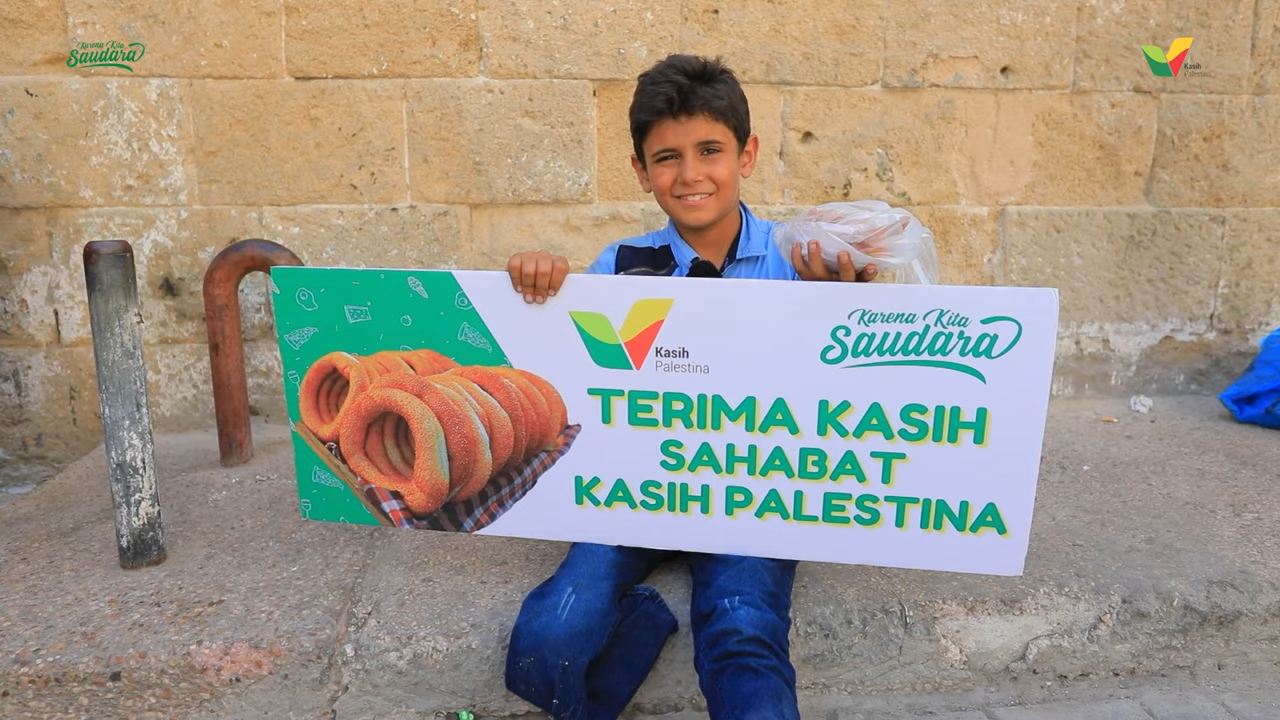 Karena Kita
Saudara
Kasih
Palestina
Kasih
Palestina
Karena Kita
Saudara
TERIMA KASIH
SAHABAT
KASIH PALESTINA